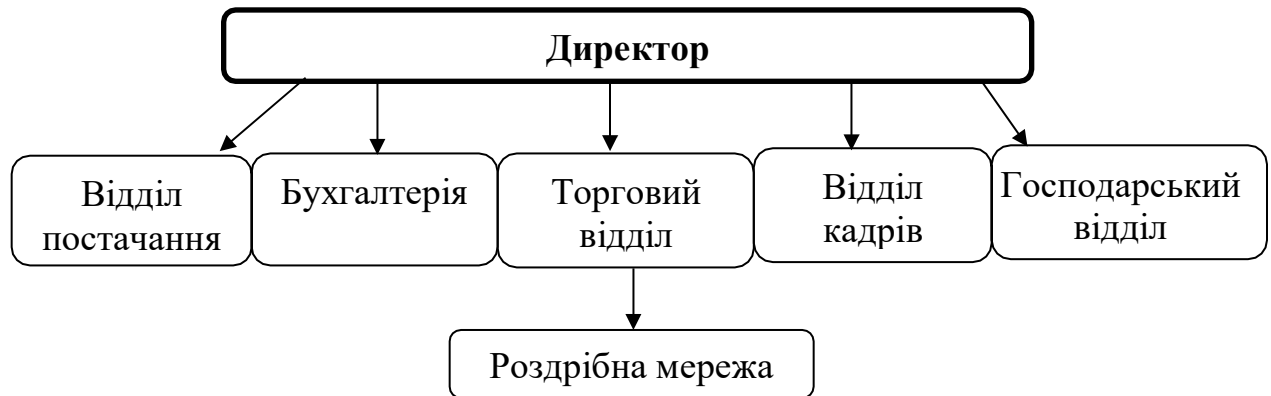 Директор
Відділ
постачання
Бухгалтерія
Торговий
відділ
Відділ
кадрів
Господарський
відділ
Роздрібна мережа